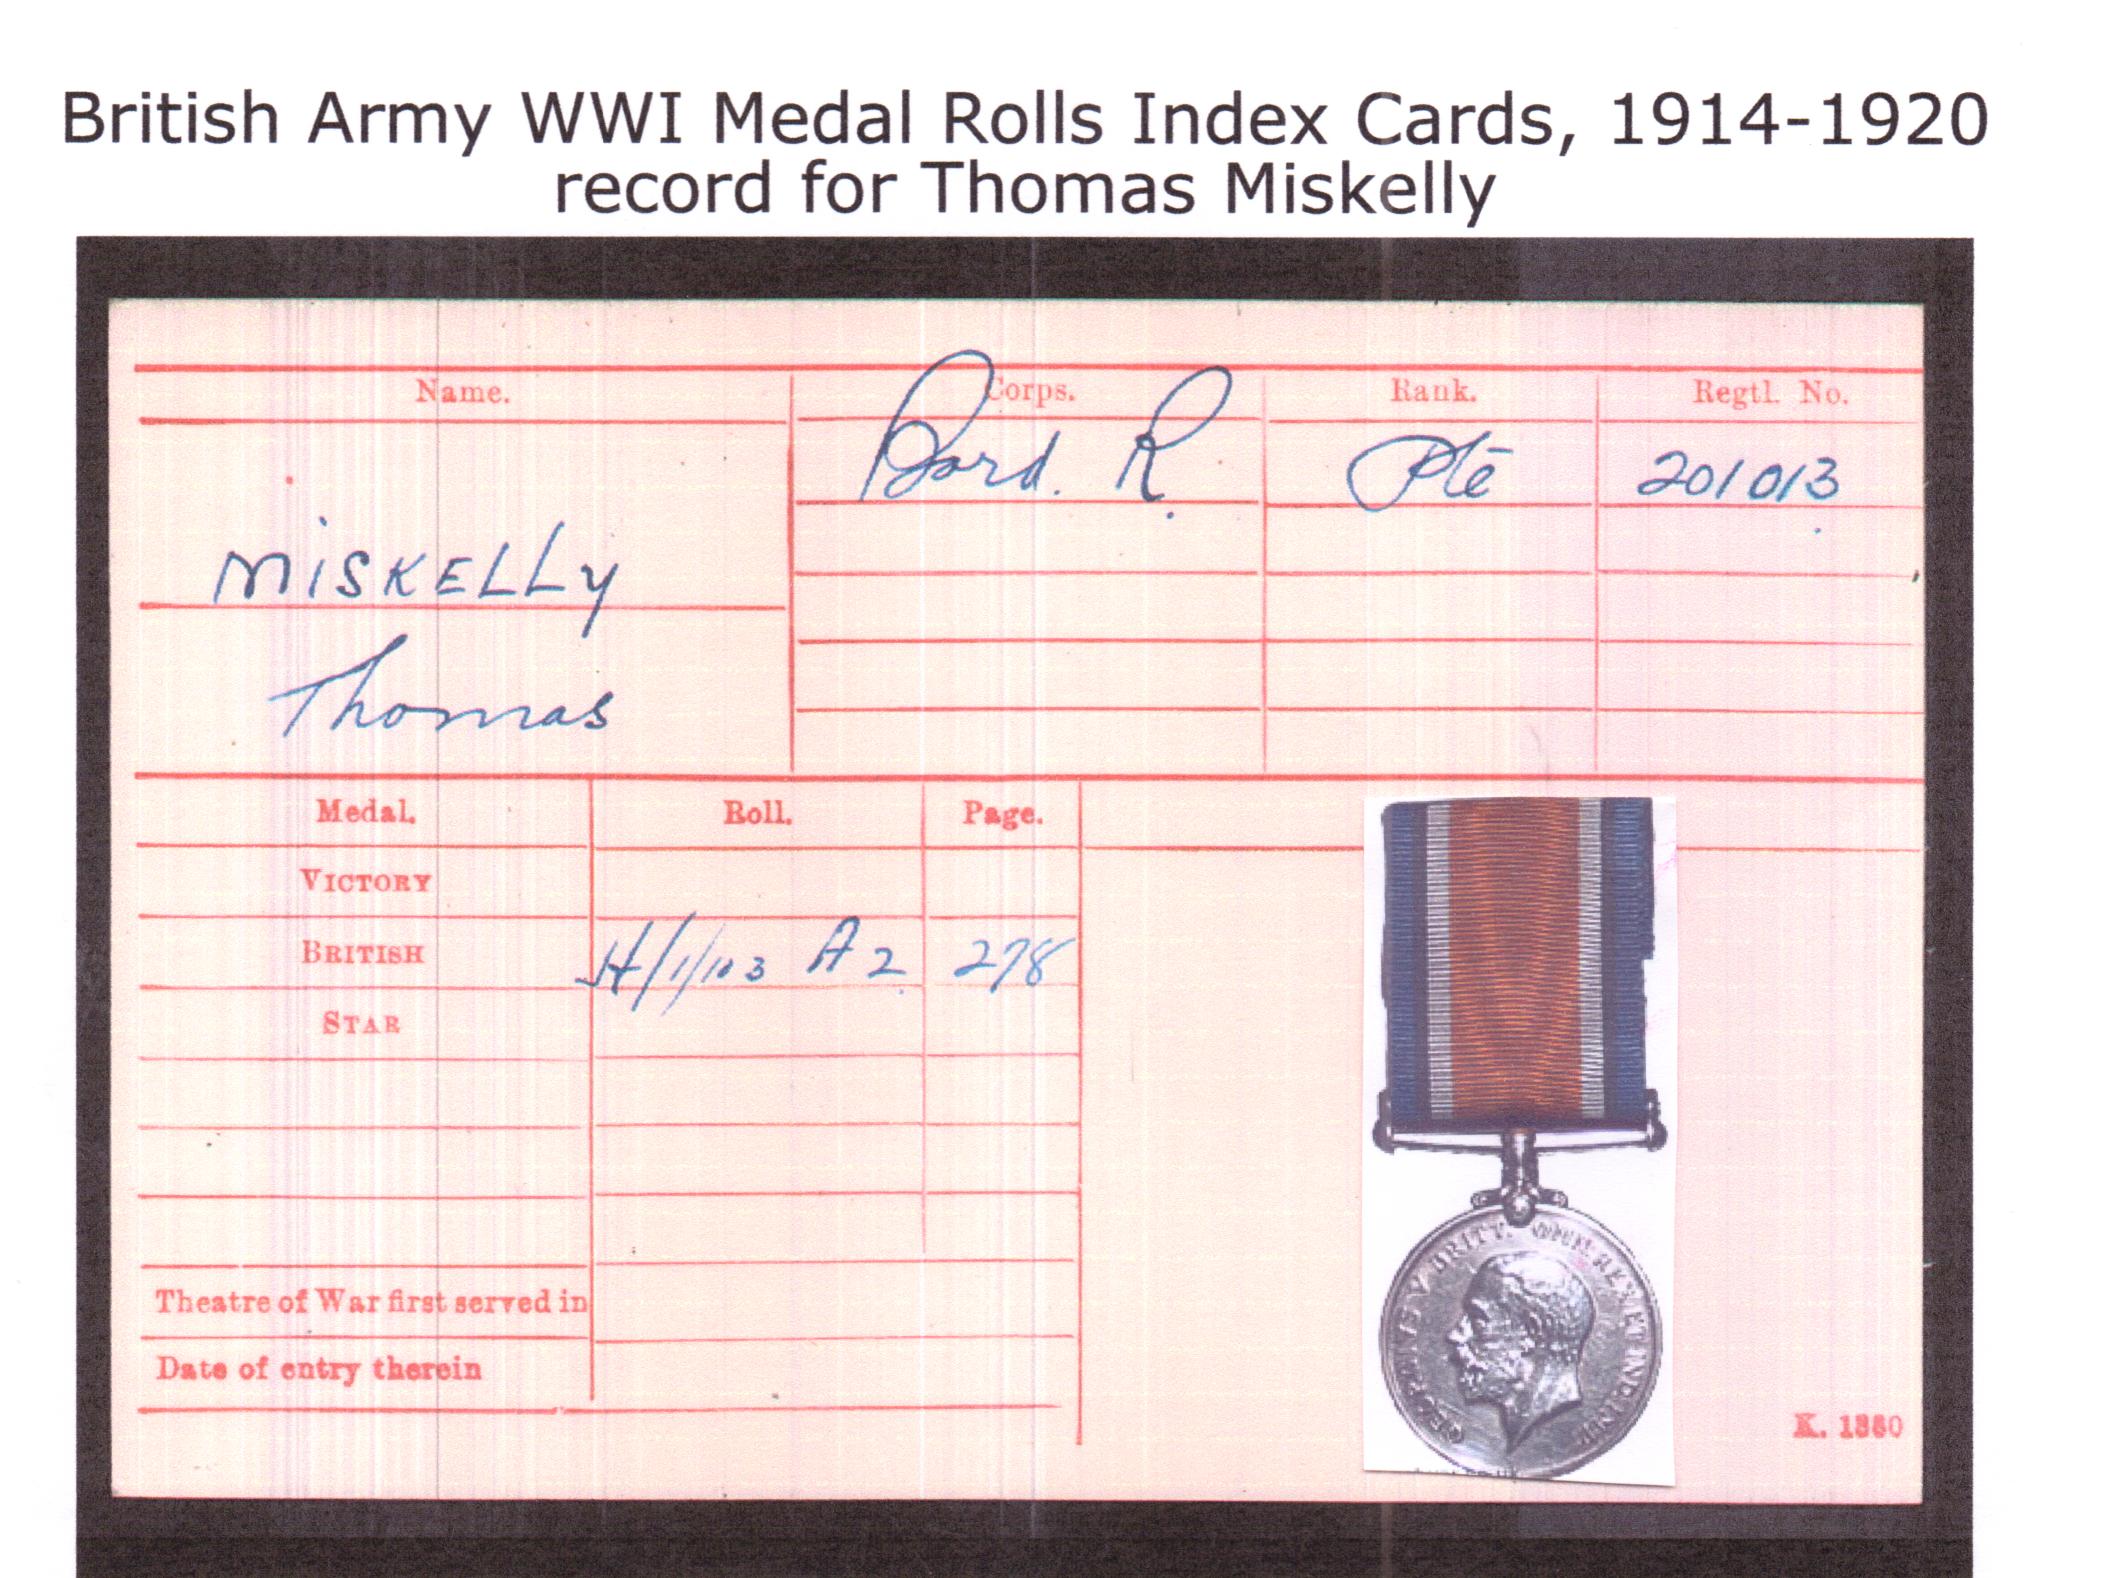 British Army WWI Medal Rolls Index Cards, 1914-1920
record for Thomas Miskelly
Name. Corps. Rank. Regtl. No.
Bord. R. Pte 201013
MISKELLY
Thomas
Medal. Roll. Page.
VICTORY
BRITISH H/1/103 A2. 278
STAR
Theatre of War first served in
Date of entry therein
K. 1380